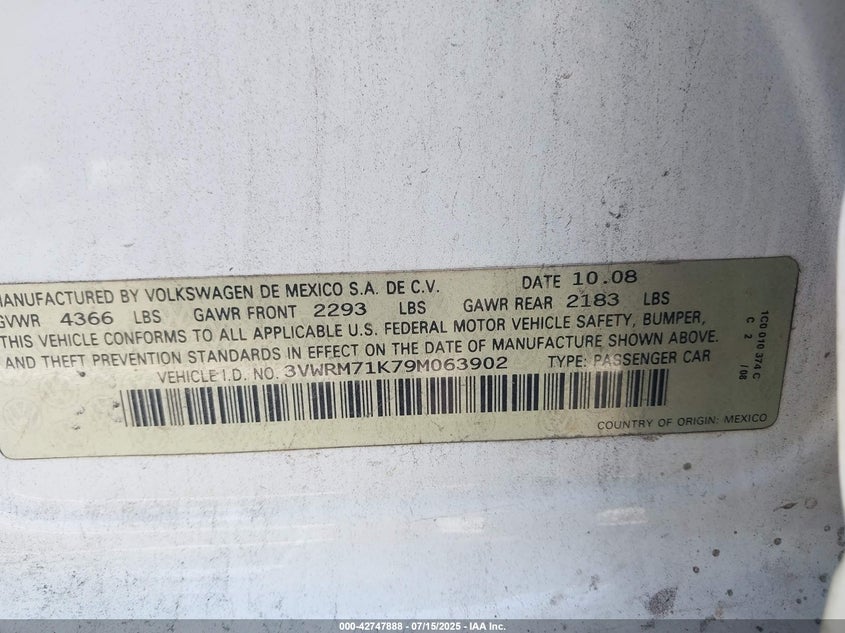 MANUFACTURED BY VOLKSWAGEN DE MEXICO S.A. DE C.V. DATE 10.08
GVWR 4366 LBS GAWR FRONT 2293 LBS GAWR REAR 2183 LBS
THIS VEHICLE CONFORMS TO ALL APPLICABLE U.S. FEDERAL MOTOR VEHICLE SAFETY, BUMPER,
AND THEFT PREVENTION STANDARDS IN EFFECT ON THE DATE OF MANUFACTURE SHOWN ABOVE.
VEHICLE I.D. NO. 3VWRM71K79M063902 TYPE: PASSENGER CAR
COUNTRY OF ORIGIN: MEXICO
1C0 010 374 C
C 2 / 08
000-42747888 - 07/15/2025 - IAA Inc.